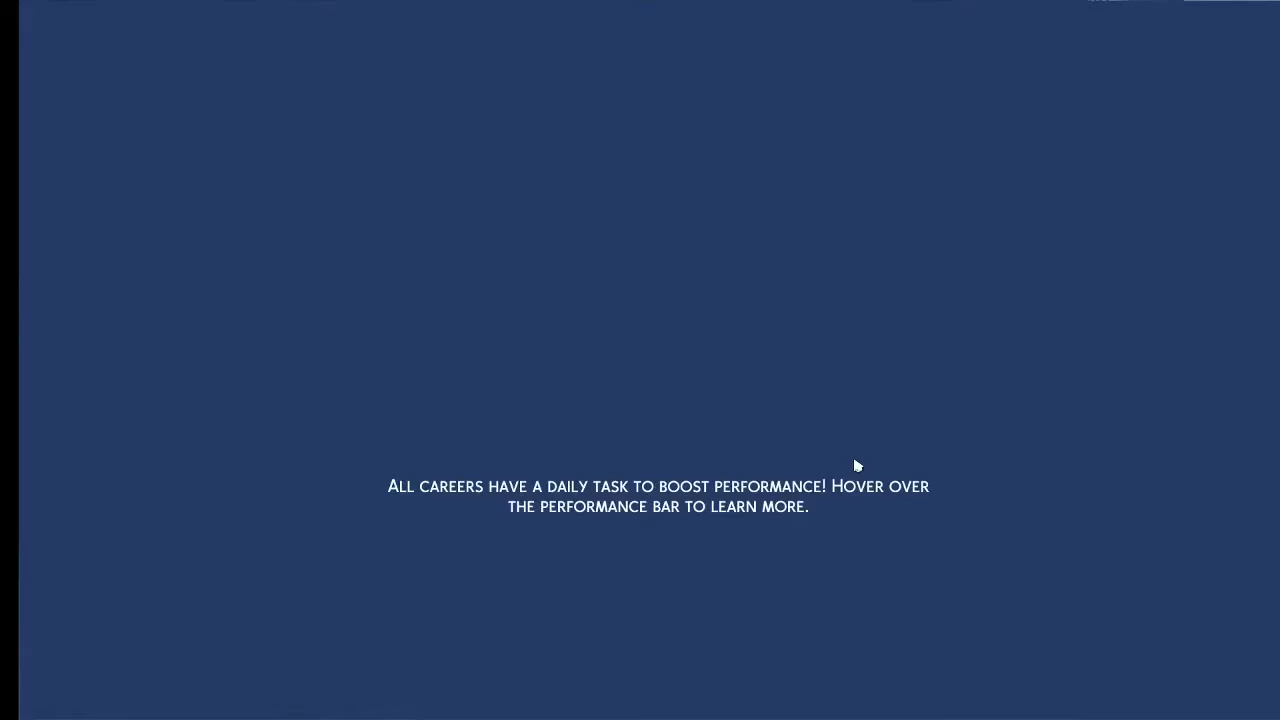 All careers have a daily task to boost performance! Hover over
the performance bar to learn more.